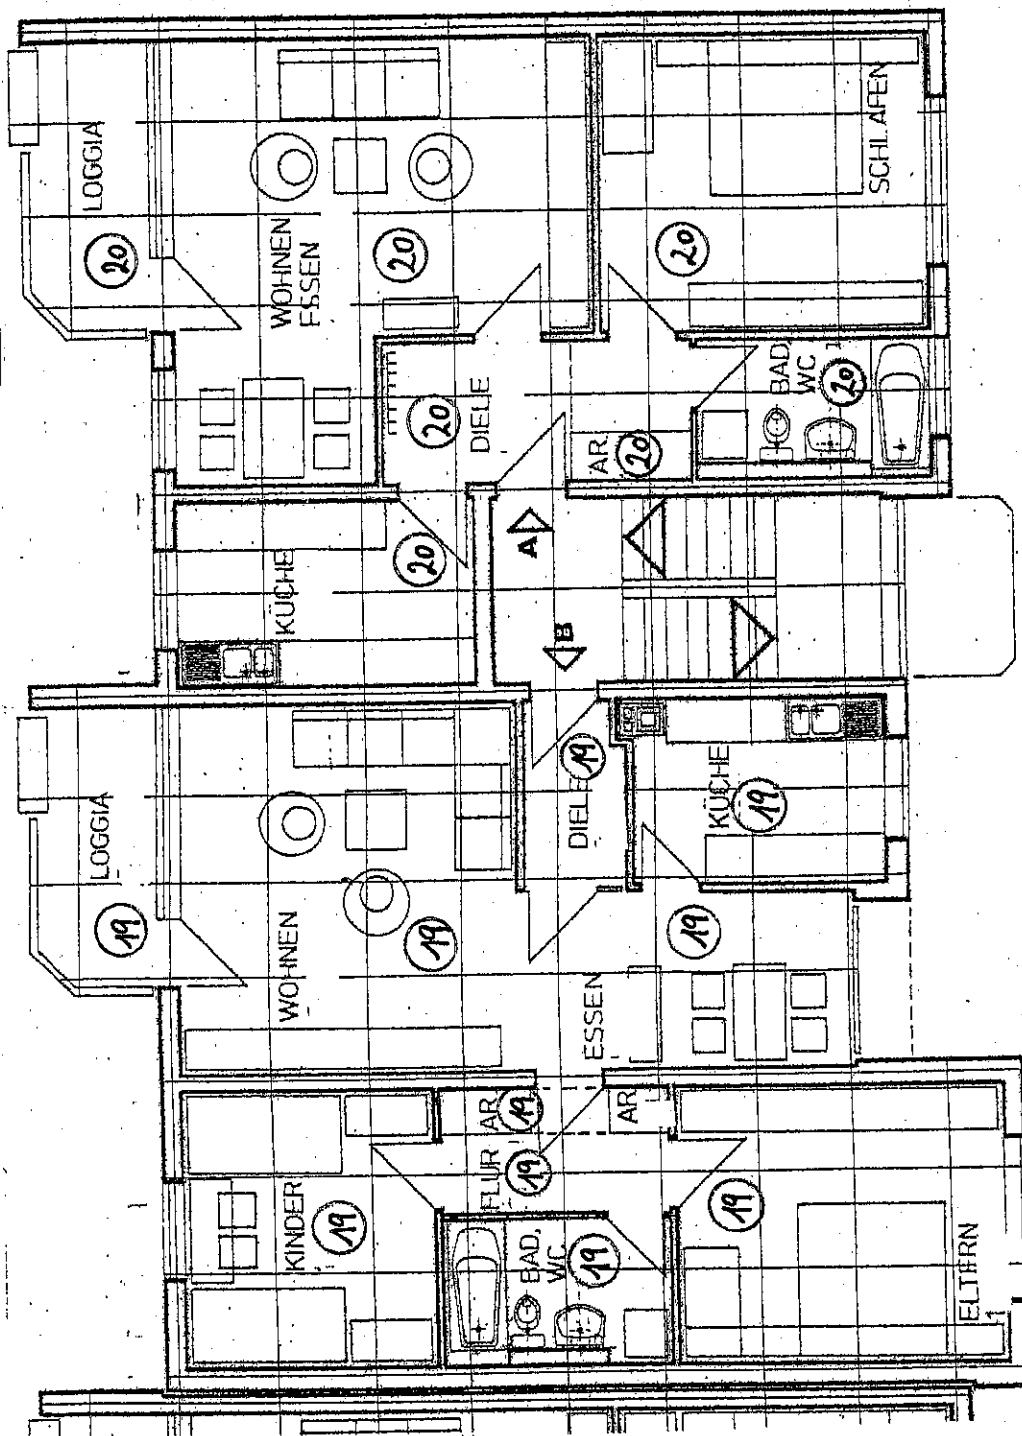 LOGGIA
20
WOHNEN
ESSEN
20
SCHLAFEN
20
DIELE
20
AR
20
BAD,
WC
20
KÜCHE
20
A
B
LOGGIA
19
WOHNEN
19
DIELE
19
KÜCHE
19
ESSEN
19
AR
19
AR
FLUR
19
KINDER
19
BAD,
WC
19
ELTERN
19